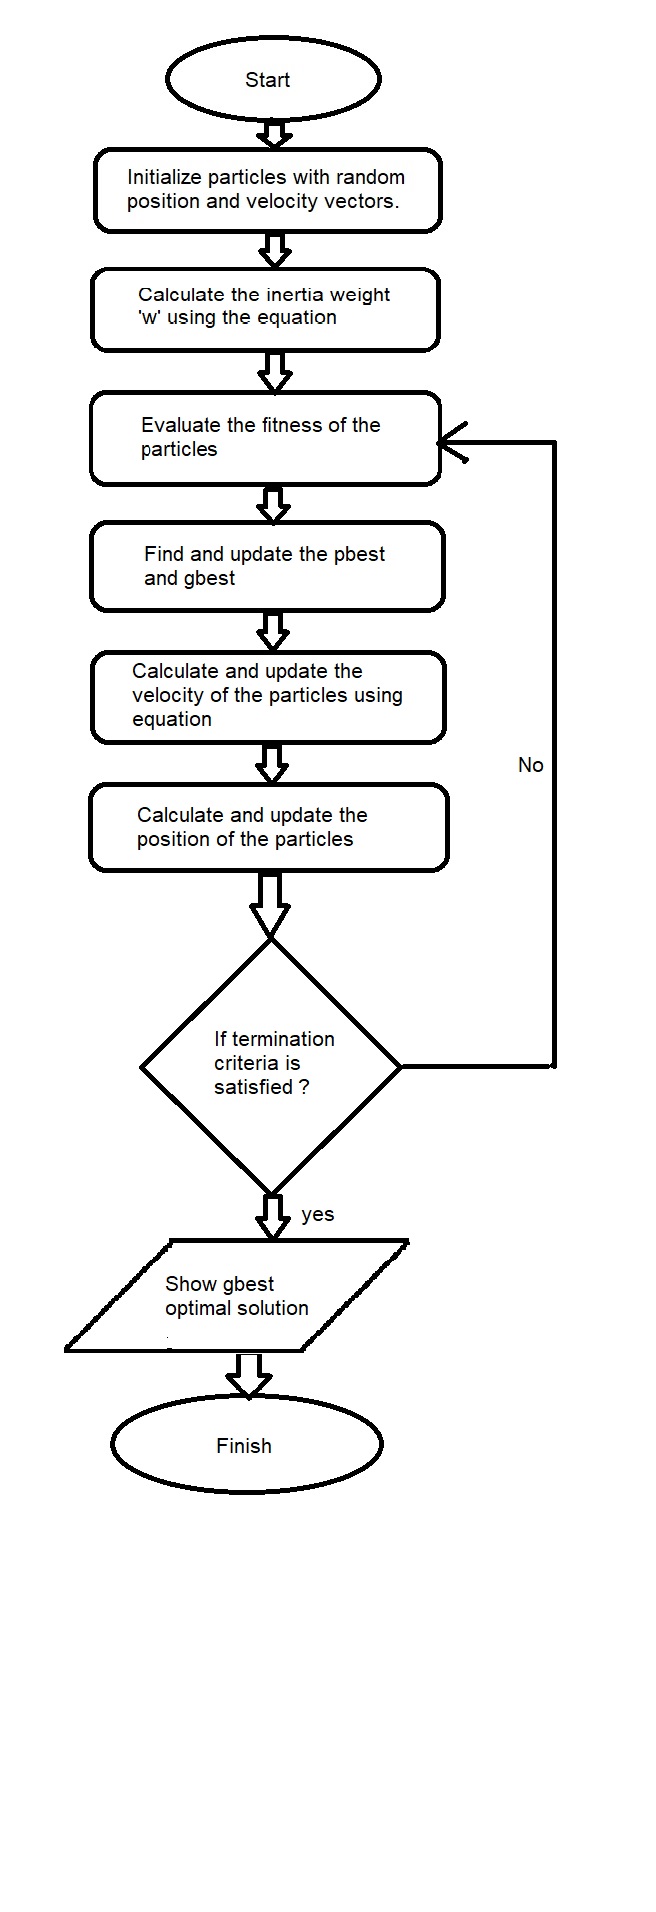 Start
Initialize particles with random
position and velocity vectors.
Calculate the inertia weight
'w' using the equation
Evaluate the fitness of the
particles
Find and update the pbest
and gbest
Calculate and update the
velocity of the particles using
equation
No
Calculate and update the
position of the particles
If termination
criteria is
satisfied ?
yes
Show gbest
optimal solution
Finish